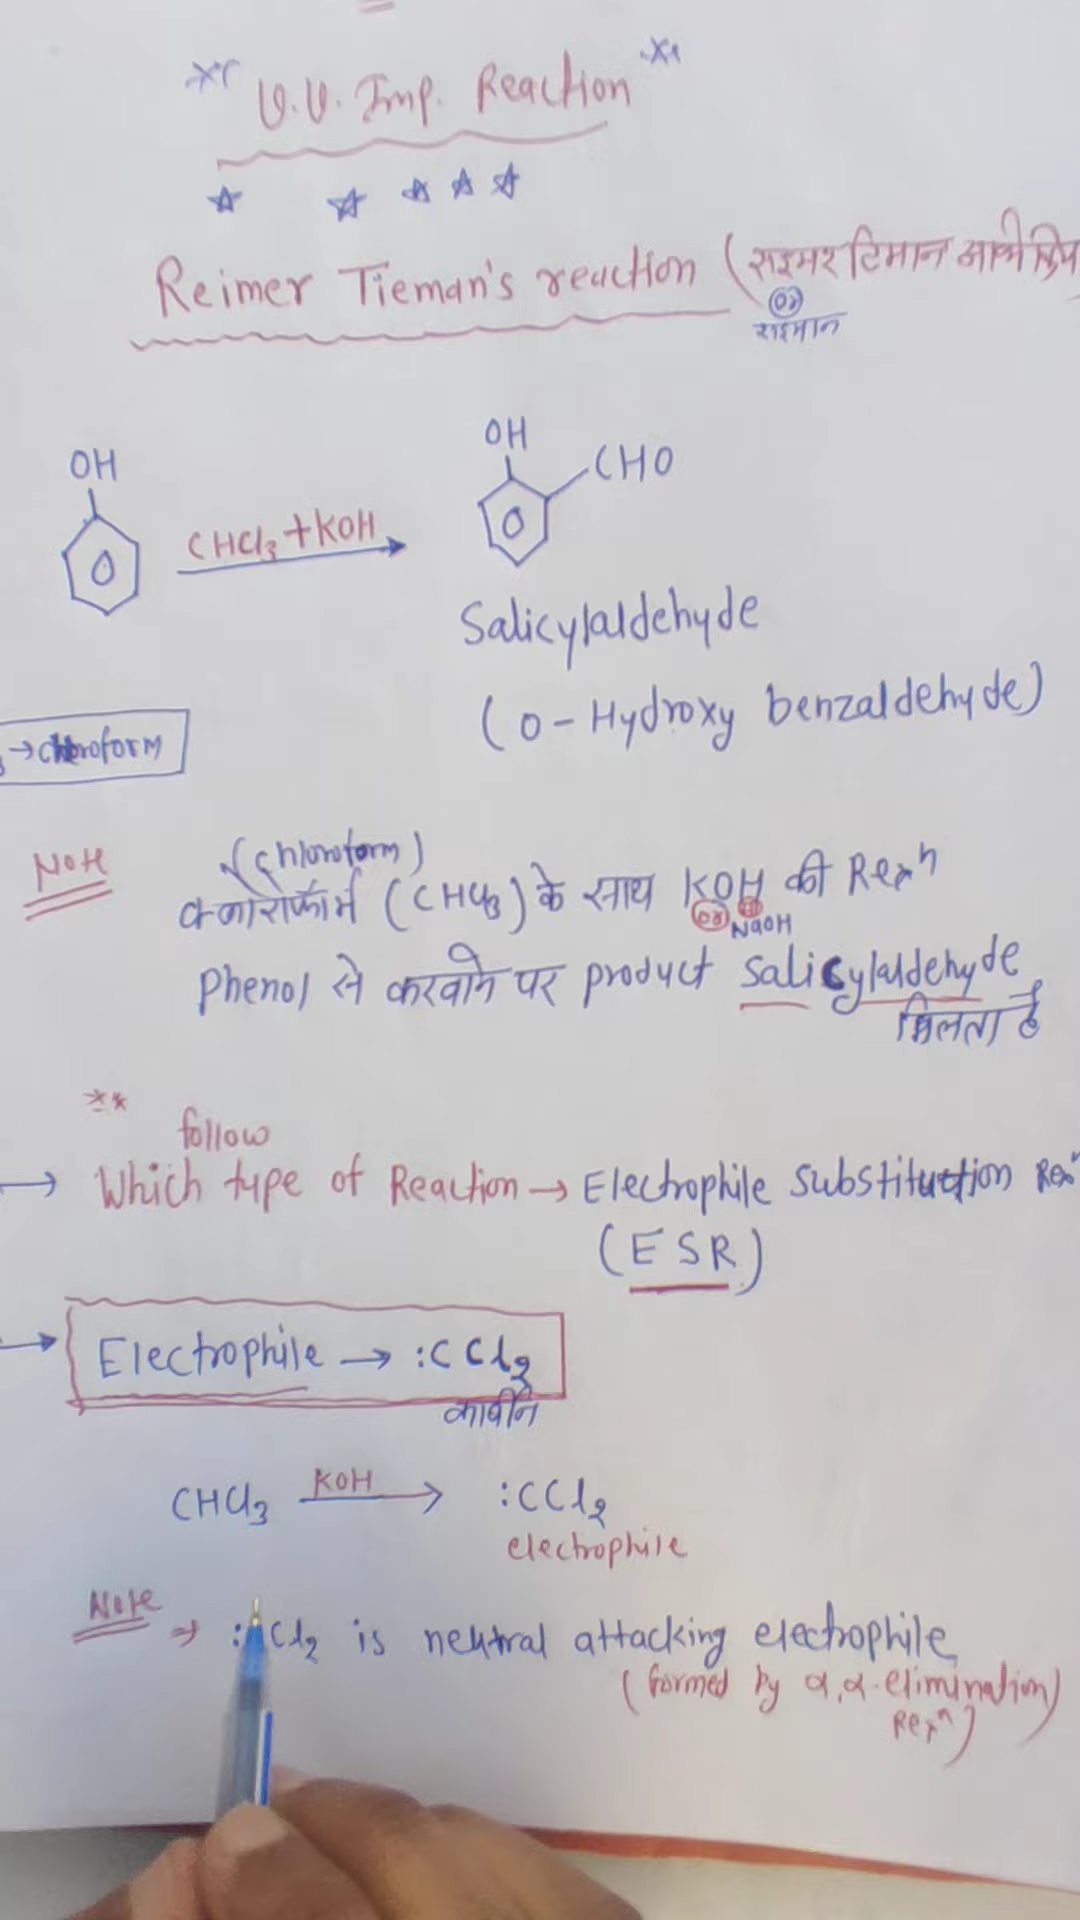 V.V. Imp. Reaction
Reimer Tieman's reaction (राइमर टिमान
(or)
राइमान
OH
CHCl3+KOH
OH
CHO
Salicylaldehyde
(o-Hydroxy benzaldehyde)
→chloroform
Note
(chloroform)
क्लोरोफॉर्म (CHCl3) के साथ KOH की Rexn
(or) NaOH
Phenol से करवाने पर product salicylaldehyde
मिलता है
**
follow
→ Which type of Reaction → Electrophile substitution Rexn
(ESR)
→ Electrophile → :CCl2
कार्बीन
CHCl3 KOH → :CCl2
electrophile
Note ⇒ : Cl2 is neutral attacking electrophile
(formed by α,α-elimination)
Rexn)